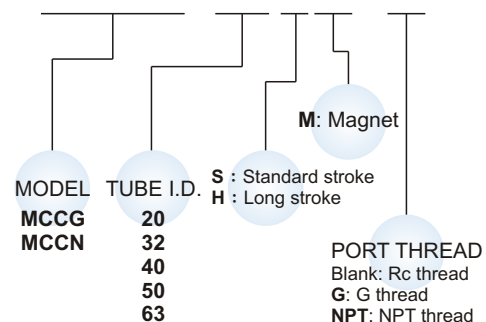 M: Magnet
MODEL
MCCG
MCCN
TUBE I.D.
20
32
40
50
63
S : Standard stroke
H : Long stroke
PORT THREAD
Blank: Rc thread
G: G thread
NPT: NPT thread